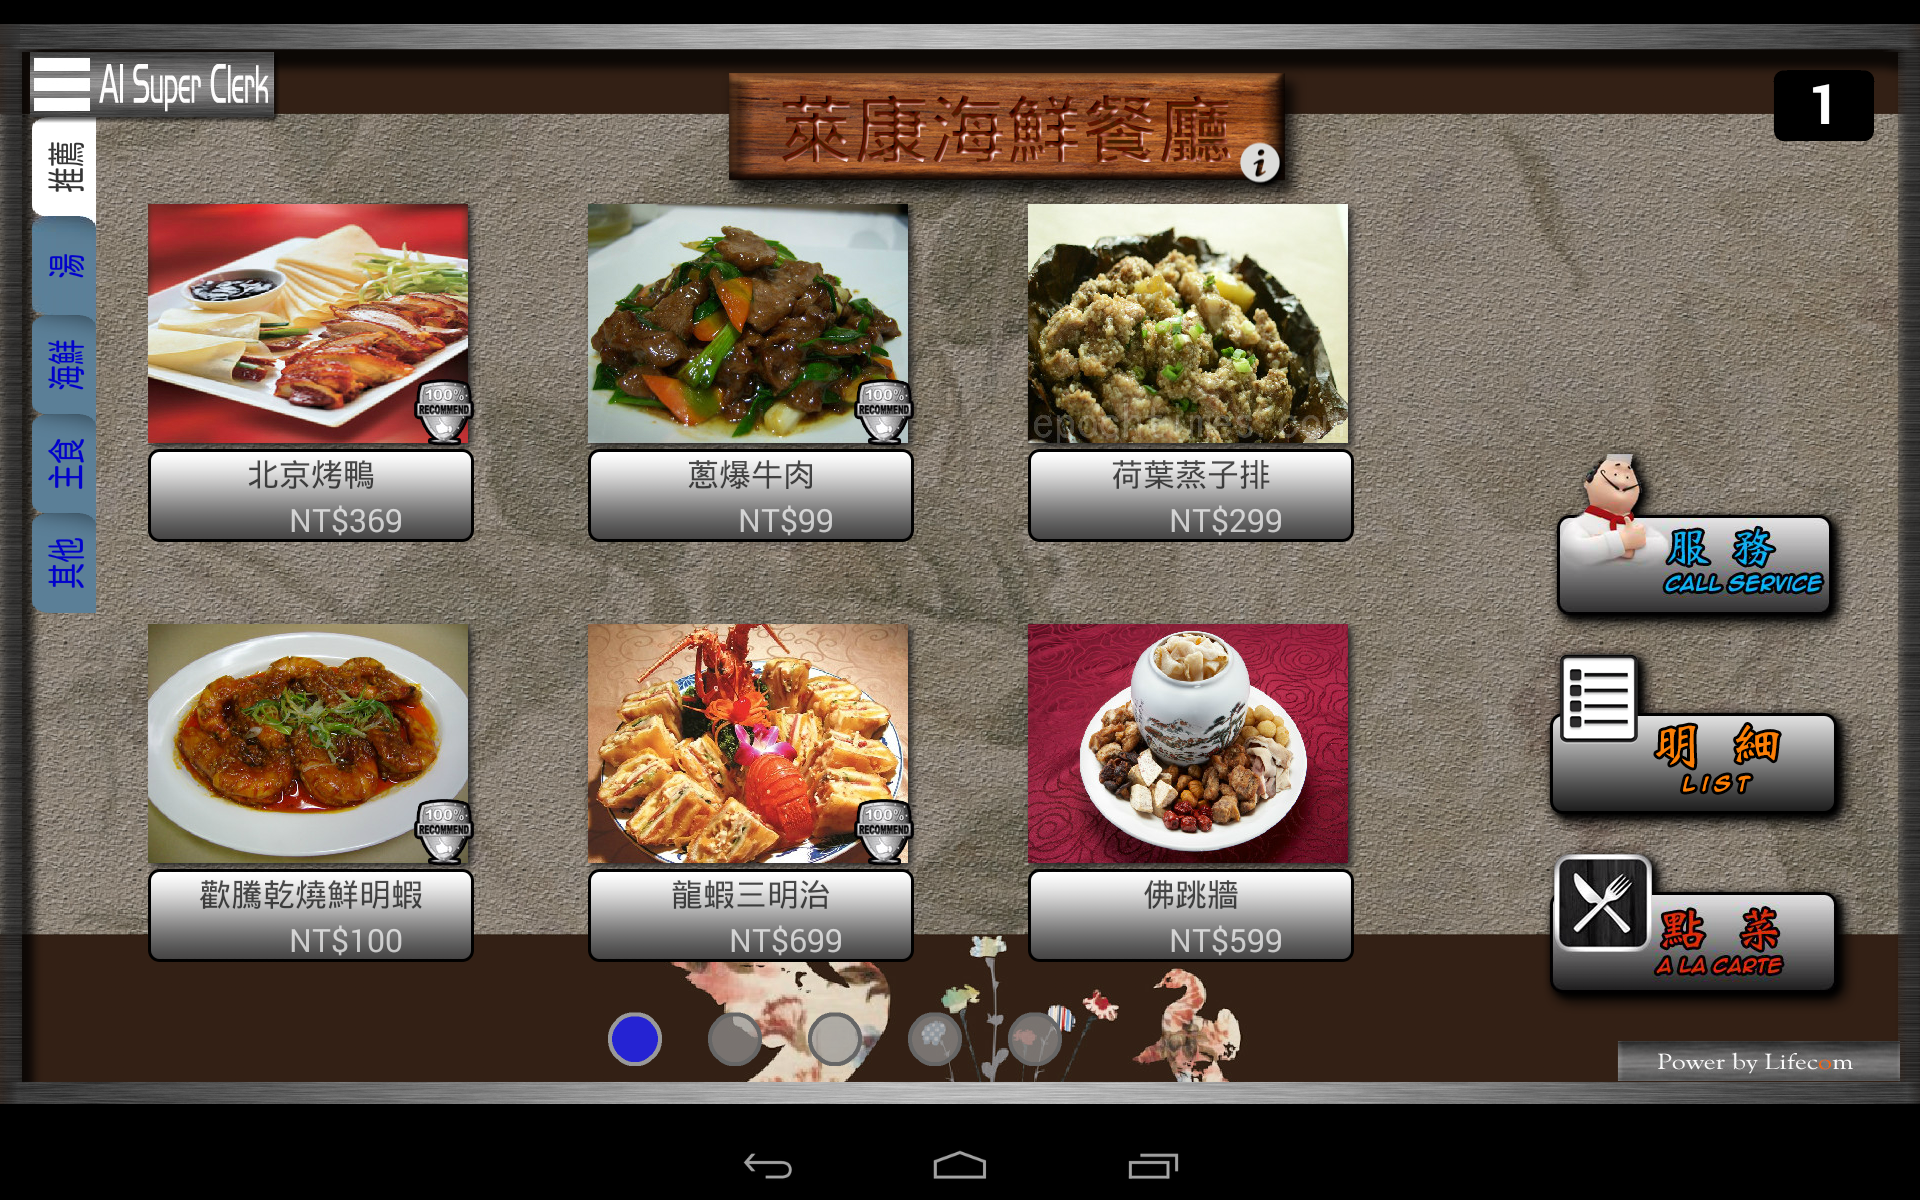 AI Super Clerk
萊康海鮮餐廳
i
1
推薦
湯
海鮮
主食
其他
100%
RECOMMEND
北京烤鴨
NT$369
100%
RECOMMEND
蔥爆牛肉
NT$99
荷葉蒸子排
NT$299
服務
CALL SERVICE
100%
RECOMMEND
歡騰乾燒鮮明蝦
NT$100
100%
RECOMMEND
龍蝦三明治
NT$699
佛跳牆
NT$599
明細
LIST
點菜
A LA CARTE
Power by Lifecom